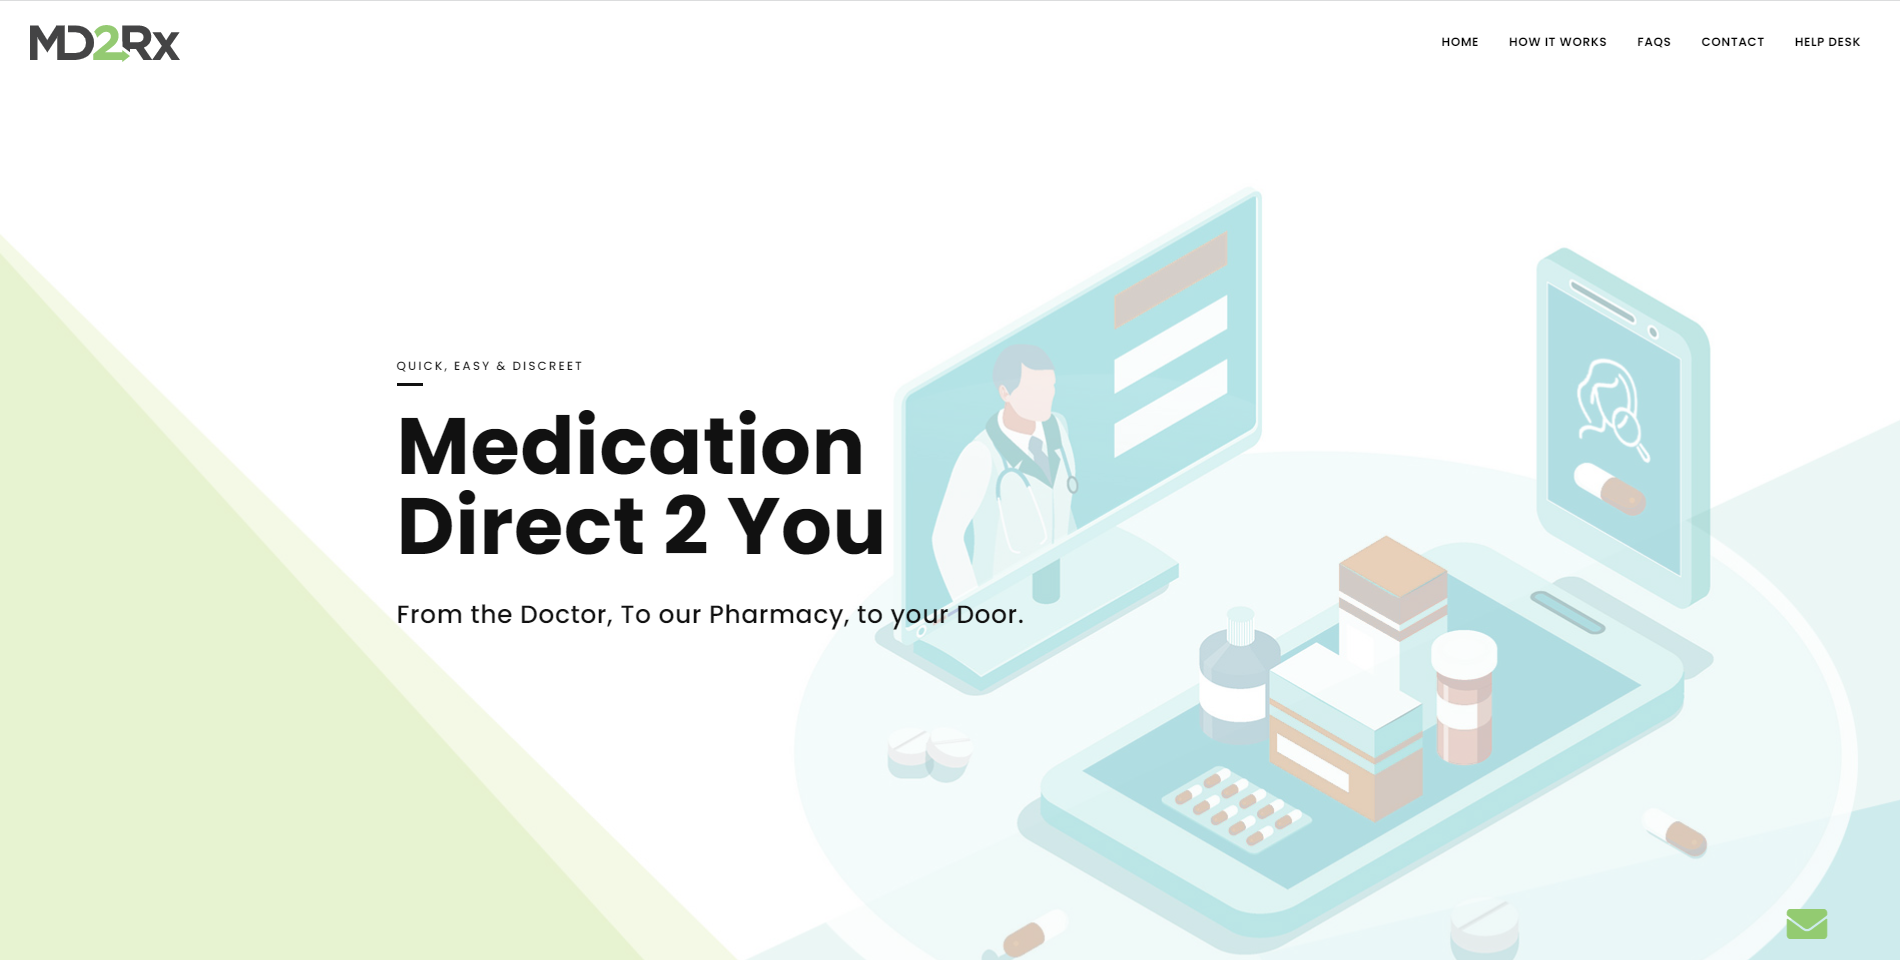 MD2Rx
HOME HOW IT WORKS FAQS CONTACT HELP DESK
QUICK, EASY & DISCREET
Medication
Direct 2 You
From the Doctor, To our Pharmacy, to your Door.